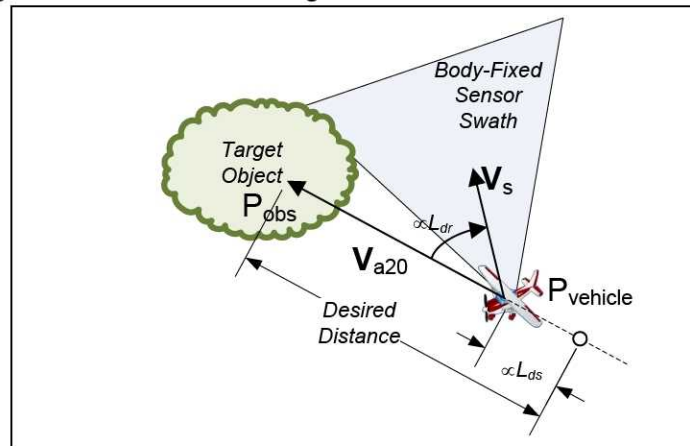 Body-Fixed
Sensor
Swath
Target
Object
P_obs
V_s
∝L_dr
V_a20
P_vehicle
Desired
Distance
∝L_ds